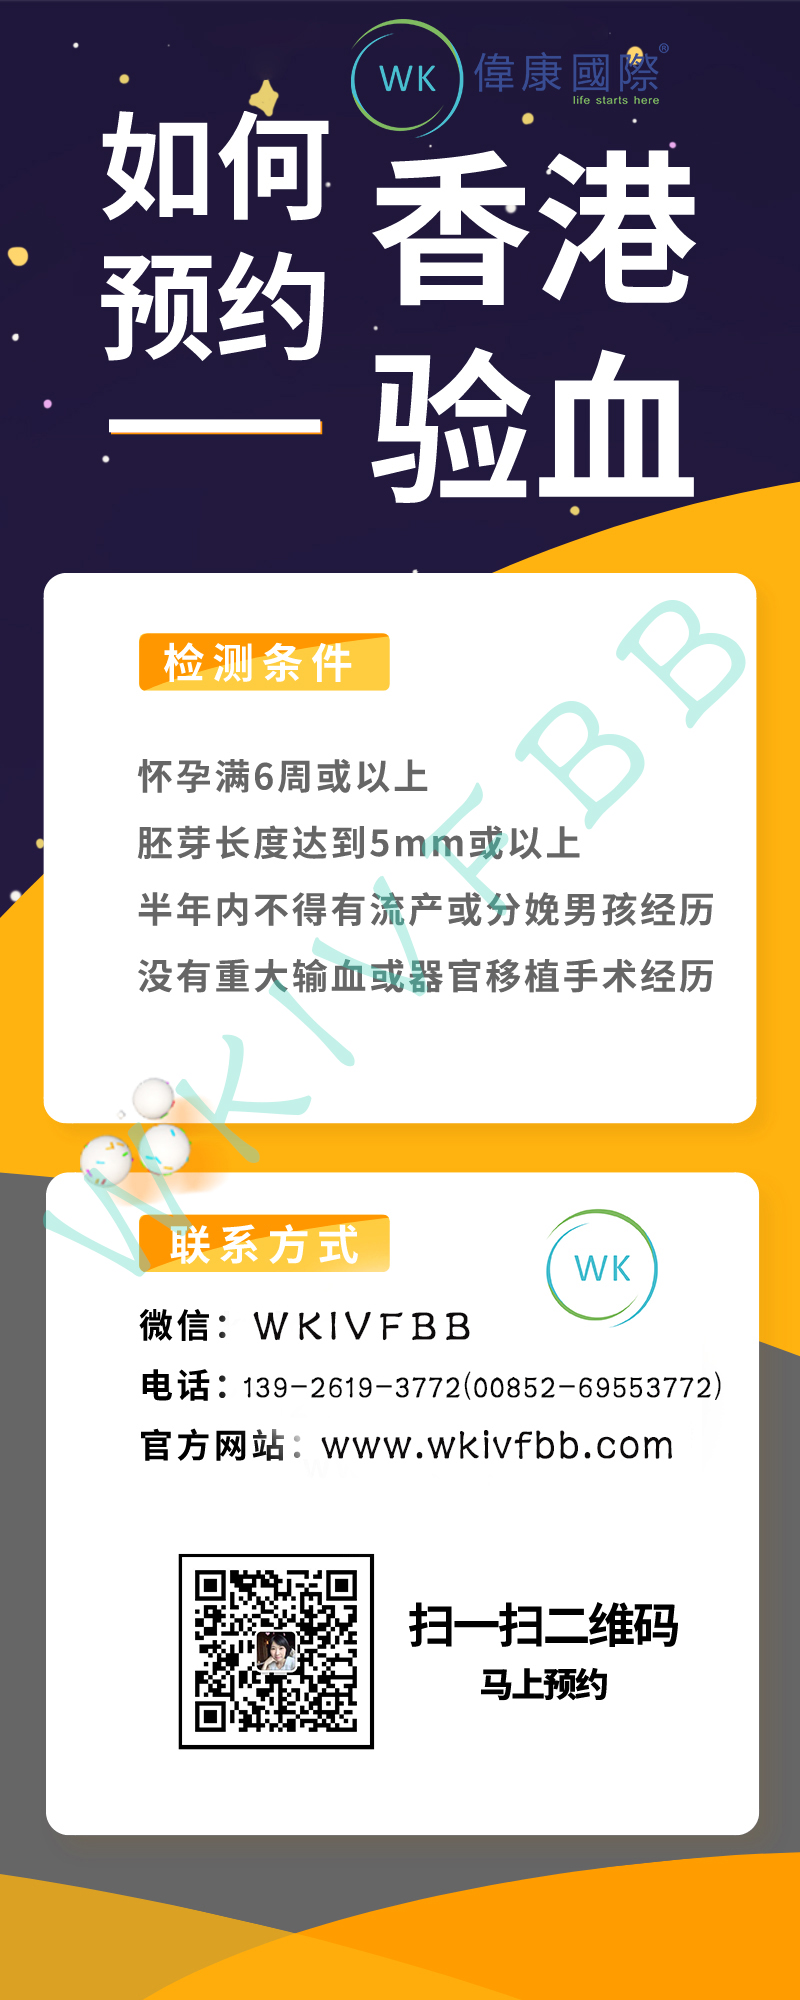 WK 偉康國際®
life starts here
如何
预约
香港
验血
检测条件
怀孕满6周或以上
胚芽长度达到5mm或以上
半年内不得有流产或分娩男孩经历
没有重大输血或器官移植手术经历
WKIVFBB
联系方式
WK
微信：WKIVFBB
电话：139-2619-3772(00852-69553772)
官方网站：www.wkivfbb.com
扫一扫二维码
马上预约